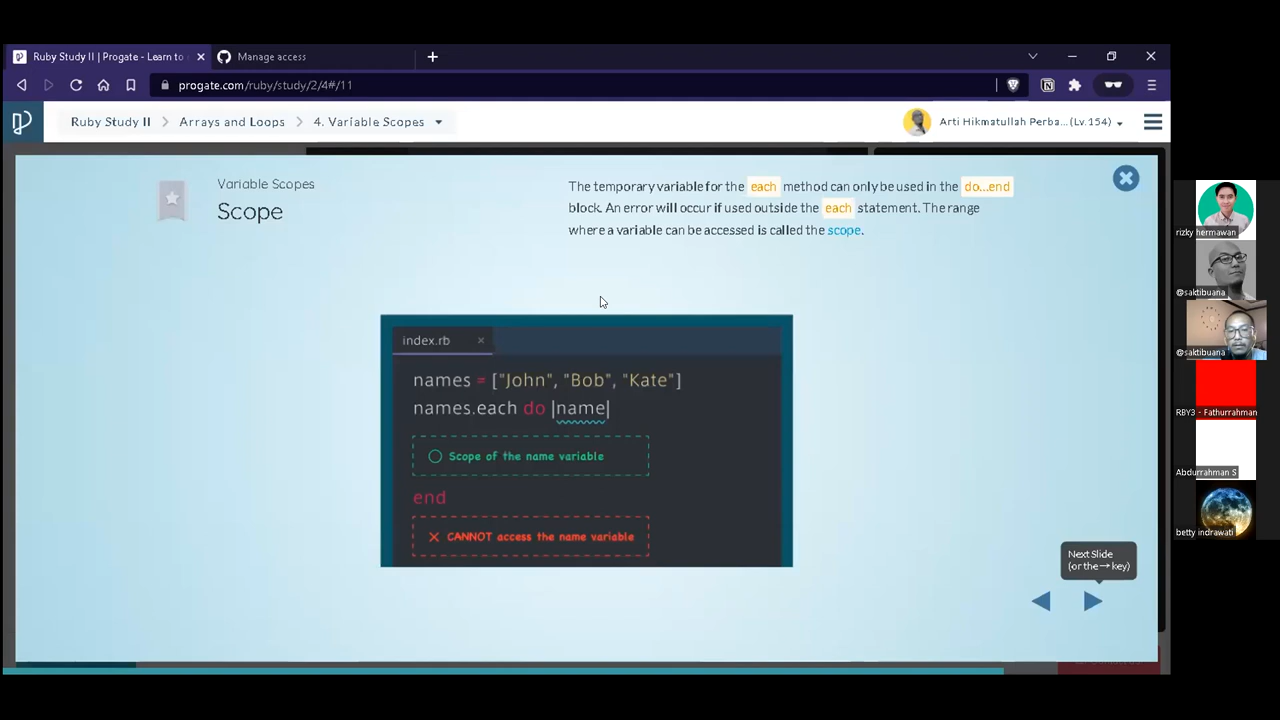 Ruby Study II | Progate - Learn to
Manage access
progate.com/ruby/study/2/4#/11
Ruby Study II
Arrays and Loops
4. Variable Scopes
Arti Hikmatullah Perba...(Lv.154)
Variable Scopes
Scope
The temporary variable for the each method can only be used in the do...end
block. An error will occur if used outside the each statement. The range
where a variable can be accessed is called the scope.
index.rb
names = ["John", "Bob", "Kate"]
names.each do |name|
Scope of the name variable
end
CANNOT access the name variable
Next Slide
(or the → key)
rizky hermawan
@saktibuana
@saktibuana
RBY3 - Fathurrahman
Abdurrahman S
betty indrawati